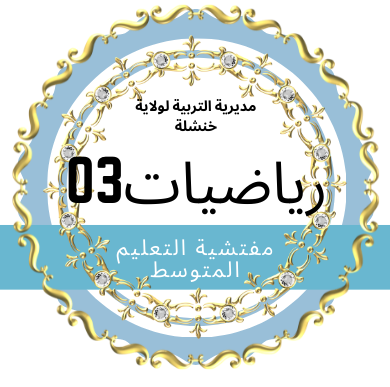 مديرية التربية لولاية
خنشلة
رياضيات03
مفتشية التعليم
المتوسط